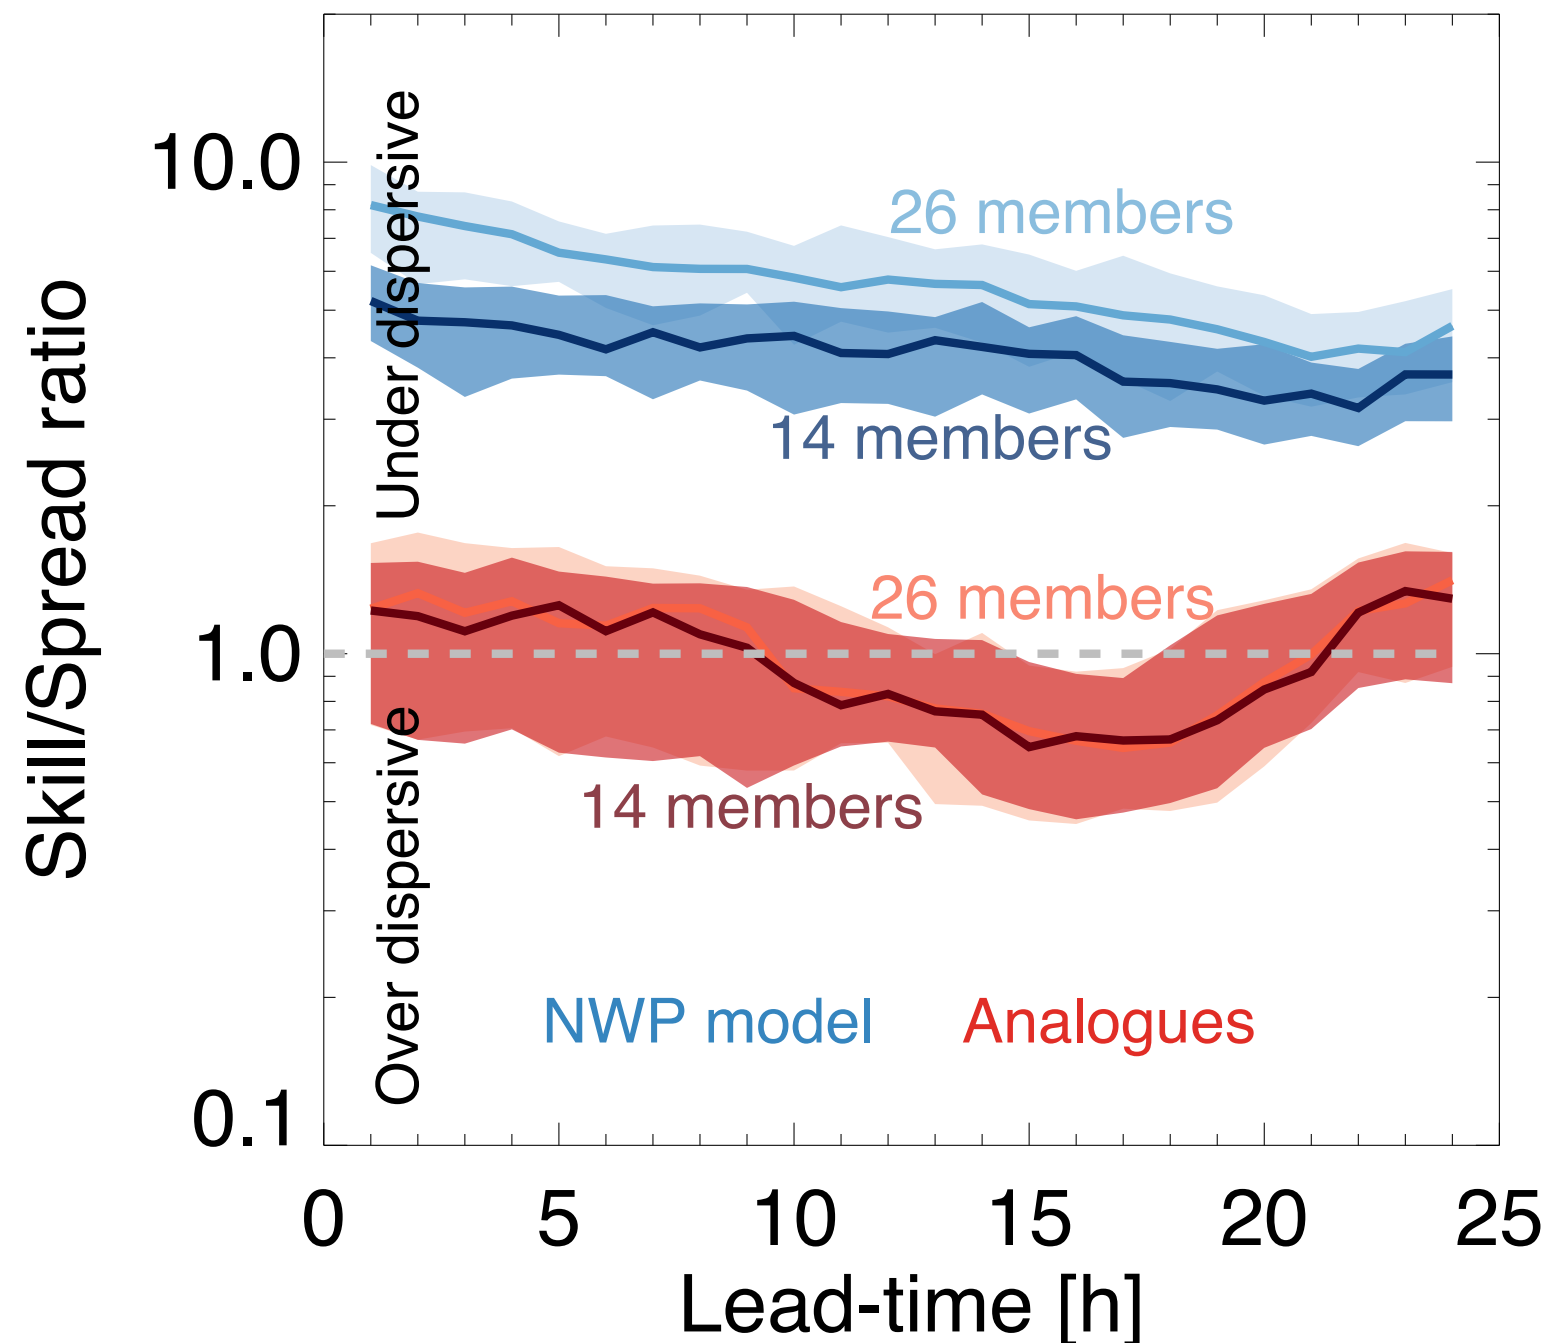 Skill/Spread ratio
10.0
1.0
0.1
Under dispersive
Over dispersive
26 members
14 members
26 members
14 members
NWP model
Analogues
0
5
10
15
20
25
Lead-time [h]